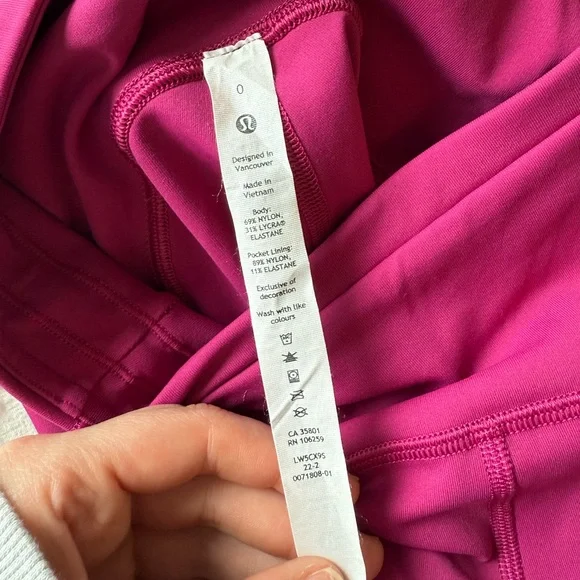 0
Designed in
Vancouver
Made in
Vietnam
Body:
69% NYLON,
31% LYCRA®
ELASTANE
Pocket Lining:
89% NYLON,
11% ELASTANE
Exclusive of
decoration
Wash with like
colours
CA 35801
RN 106259
LW5CX9S
22-2
0071808-01